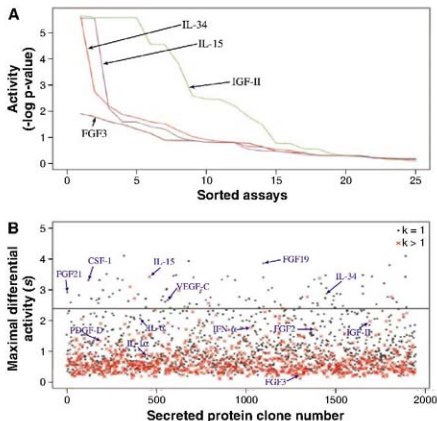 A
Activity
(-log p-value)
5
4
3
2
1
0
IL-34
IL-15
IGF-II
FGF3
0 5 10 15 20 25
Sorted assays
B
Maximal differential
activity (s)
5
4
3
2
1
0
k = 1
k > 1
FGF21
CSF-1
IL-15
VEGF-C
FGF19
IL-34
PDGF-D
IL-1α
IFN-α
FGF2
IGF-II
FGF3
0 500 1000 1500 2000
Secreted protein clone number